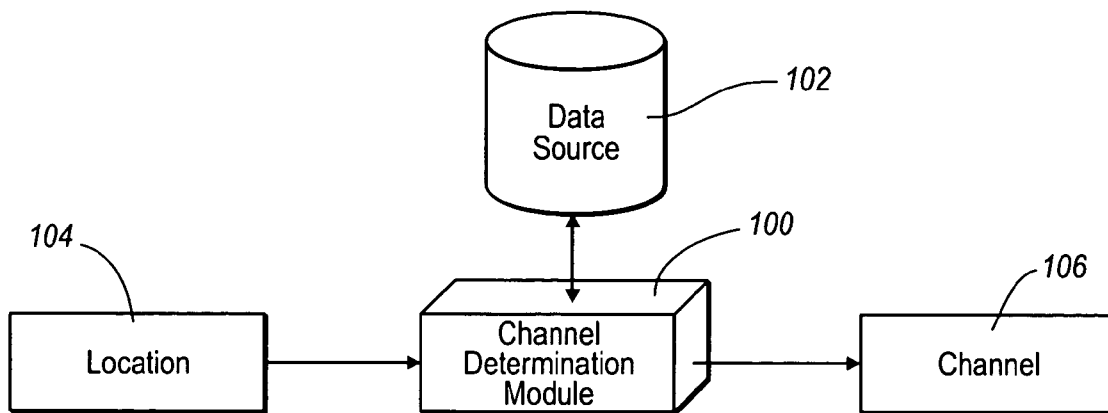 102
Data
Source
104
100
106
Location
Channel
Determination
Module
Channel